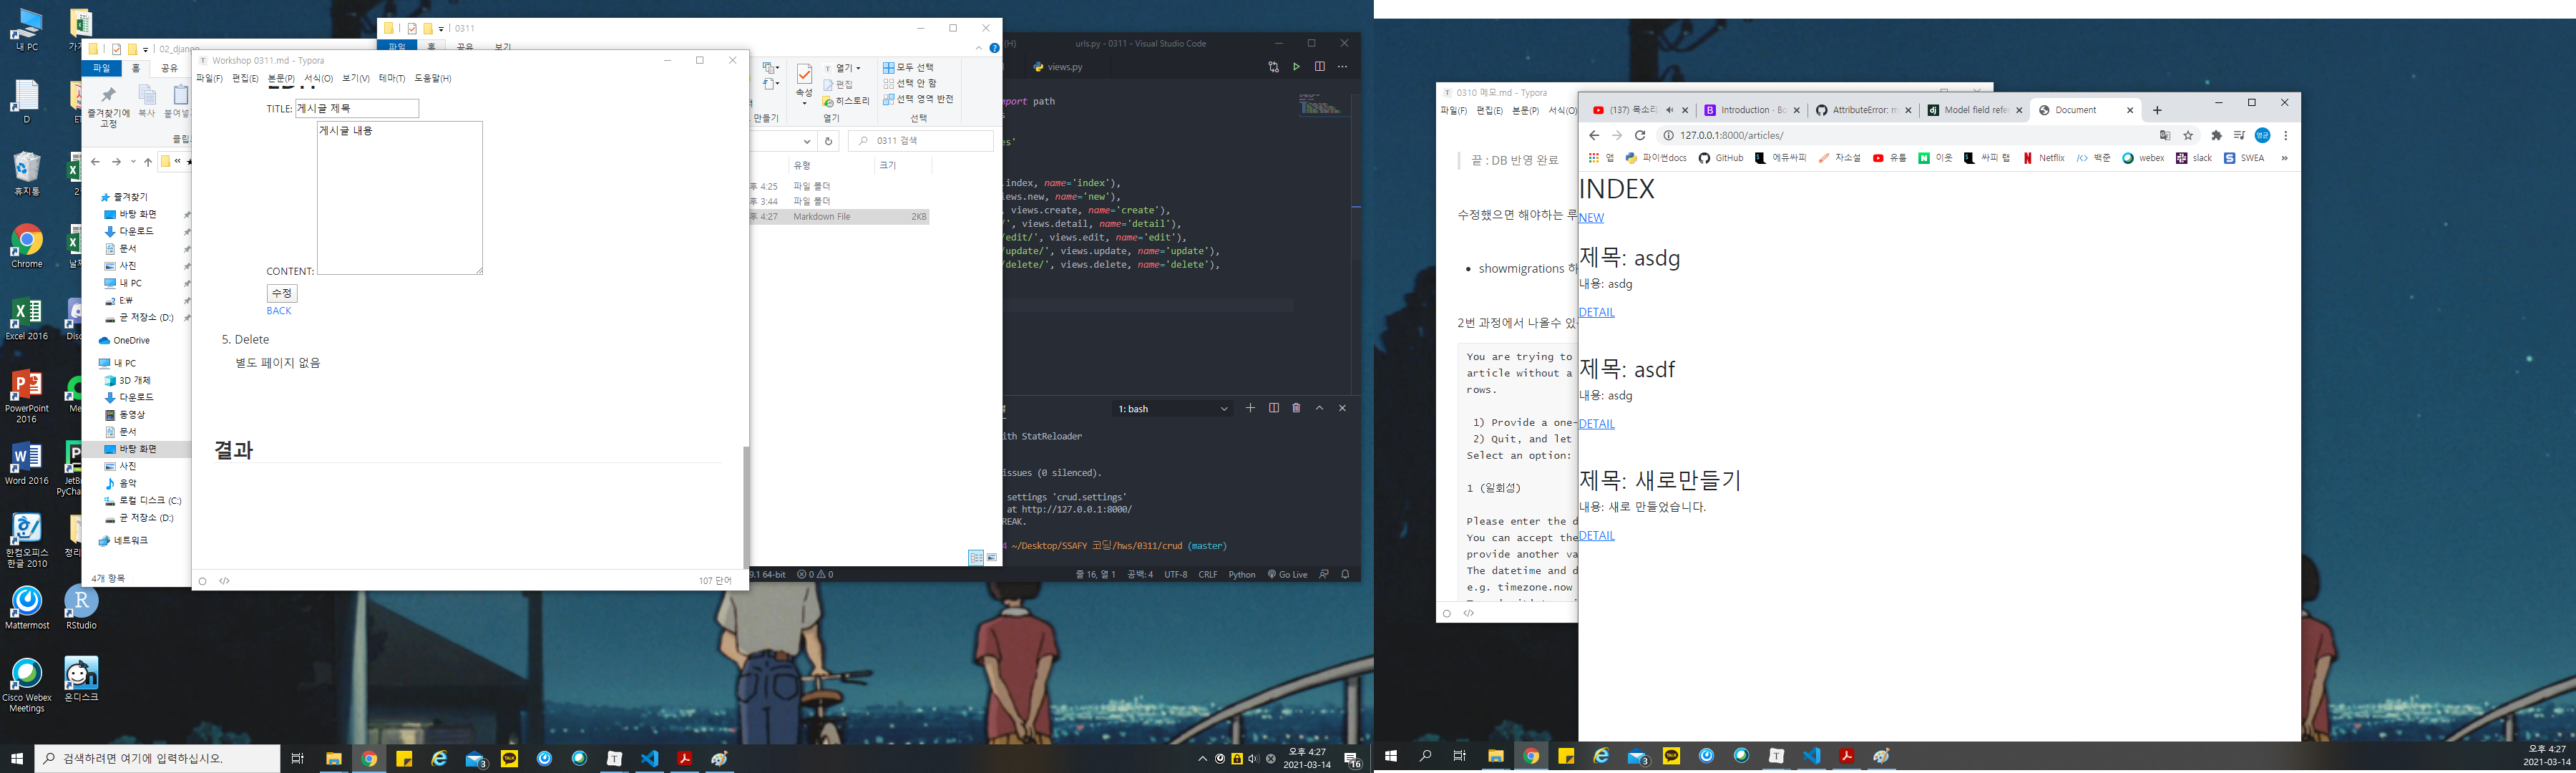 내 PC
D
휴지통
Chrome
Excel 2016
PowerPoint
2016
Word 2016
한컴오피스
한글 2010
Mattermost
RStudio
Cisco Webex
Meetings
온디스크
02_django
파일
홈
공유
즐겨찾기에
고정
복사
즐겨찾기
바탕 화면
다운로드
문서
사진
내 PC
균 저장소 (D:)
OneDrive
내 PC
3D 개체
다운로드
동영상
문서
바탕 화면
사진
음악
로컬 디스크 (C:)
균 저장소 (D:)
네트워크
4개 항목
Workshop 0311.md - Typora
파일(F) 편집(E) 본문(P) 서식(O) 보기(V) 테마(T) 도움말(H)
TITLE: 게시글 제목
게시글 내용
CONTENT:
수정
BACK
5. Delete
별도 페이지 없음
결과
107 단어
0311
파일 홈 공유 보기
속성
열기
편집
히스토리
모두 선택
선택 안 함
선택 영역 반전
만들기
열기
선택
0311 검색
유형
크기
후 4:25 파일 폴더
후 3:44 파일 폴더
후 4:27 Markdown File 2KB
urls.py - 0311 - Visual Studio Code
views.py
mport path
.index, name='index'),
iews.new, name='new'),
, views.create, name='create'),
/', views.detail, name='detail'),
/edit/', views.edit, name='edit'),
/update/', views.update, name='update'),
/delete/', views.delete, name='delete'),
1: bash
ith StatReloader
issues (0 silenced).
settings 'crud.settings'
at http://127.0.0.1:8000/
REAK.
4 ~/Desktop/SSAFY 코딩/hws/0311/crud (master)
9.1 64-bit 0 0
줄 16, 열 1 공백: 4 UTF-8 CRLF Python Go Live
검색하려면 여기에 입력하십시오.
오후 4:27
2021-03-14
16
0310 메모.md - Typora
파일(F) 편집(E) 본문(P) 서식(O)
끝 : DB 반영 완료
수정했으면 해야하는 루
showmigrations 하
2번 과정에서 나올수 있
You are trying to
article without a
rows.
1) Provide a one-
2) Quit, and let
Select an option:
1 (일회성)
Please enter the d
You can accept the
provide another va
The datetime and d
e.g. timezone.now
(137) 목소리
Introduction - Bo
AttributeError: m
Model field refer
Document
127.0.0.1:8000/articles/
앱 파이썬docs GitHub 에듀싸피 자소설 유튭 이웃 싸피 랩 Netflix 백준 webex slack SWEA
INDEX
NEW
제목: asdg
내용: asdg
DETAIL
제목: asdf
내용: asdg
DETAIL
제목: 새로만들기
내용: 새로 만들었습니다.
DETAIL
오후 4:27
2021-03-14